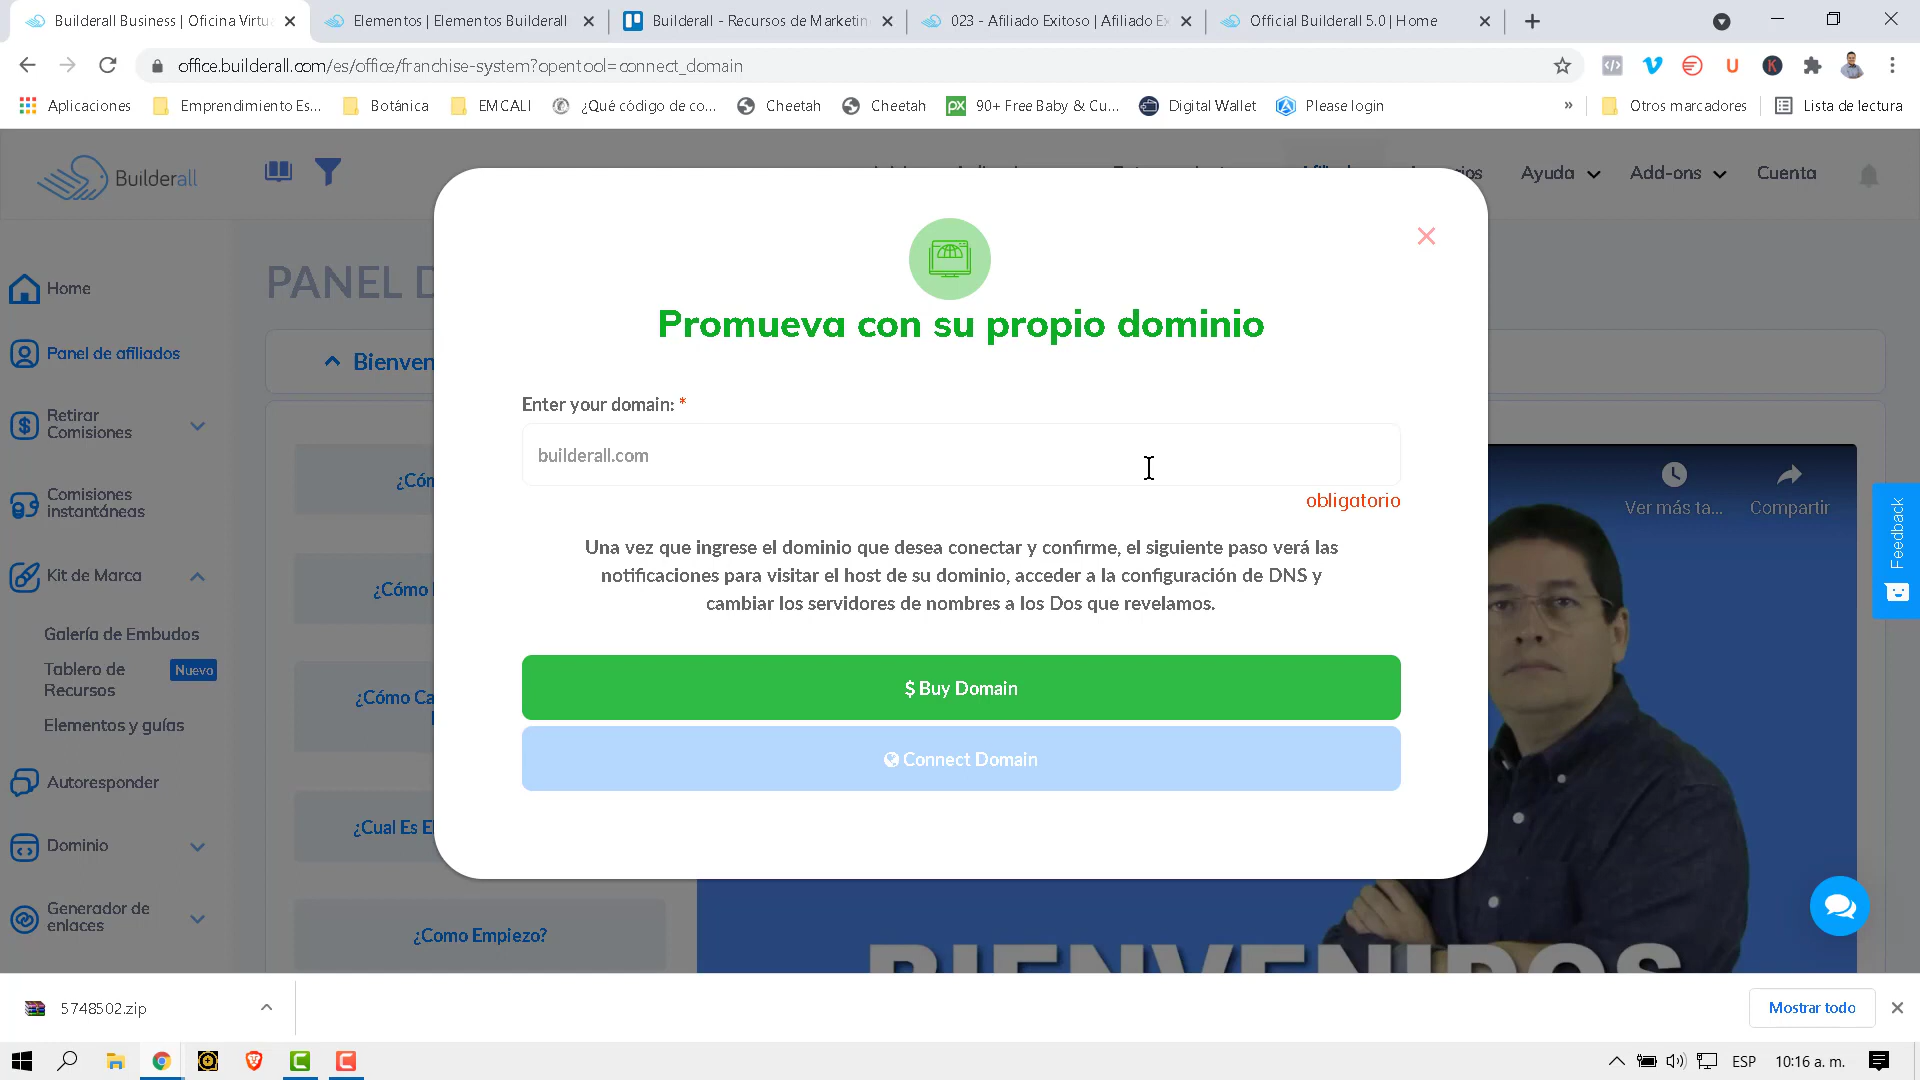 Builderall Business | Oficina Virtu
Elementos | Elementos Builderall
Builderall - Recursos de Marketin
023 - Afiliado Exitoso | Afiliado Ex
Official Builderall 5.0 | Home
office.builderall.com/es/office/franchise-system?opentool=connect_domain
Aplicaciones
Emprendimiento Es...
Botánica
EMCALI
¿Qué código de co...
Cheetah
Cheetah
90+ Free Baby & Cu...
Digital Wallet
Please login
»
Otros marcadores
Lista de lectura
Builderall
Ayuda
Add-ons
Cuenta
PANEL D
Home
Panel de afiliados
Retirar
Comisiones
Comisiones
instantáneas
Kit de Marca
Galería de Embudos
Tablero de
Recursos
Nuevo
Elementos y guías
Autoresponder
Dominio
Generador de
enlaces
Bienven
¿Cóm
¿Cómo
¿Cómo Ca
¿Cual Es E
¿Como Empiezo?
Promueva con su propio dominio
Enter your domain: *
builderall.com
obligatorio
Una vez que ingrese el dominio que desea conectar y confirme, el siguiente paso verá las
notificaciones para visitar el host de su dominio, acceder a la configuración de DNS y
cambiar los servidores de nombres a los Dos que revelamos.
$ Buy Domain
Connect Domain
Ver más ta...
Compartir
BIENVENIDOS
Feedback
5748502.zip
Mostrar todo
ESP
10:16 a. m.